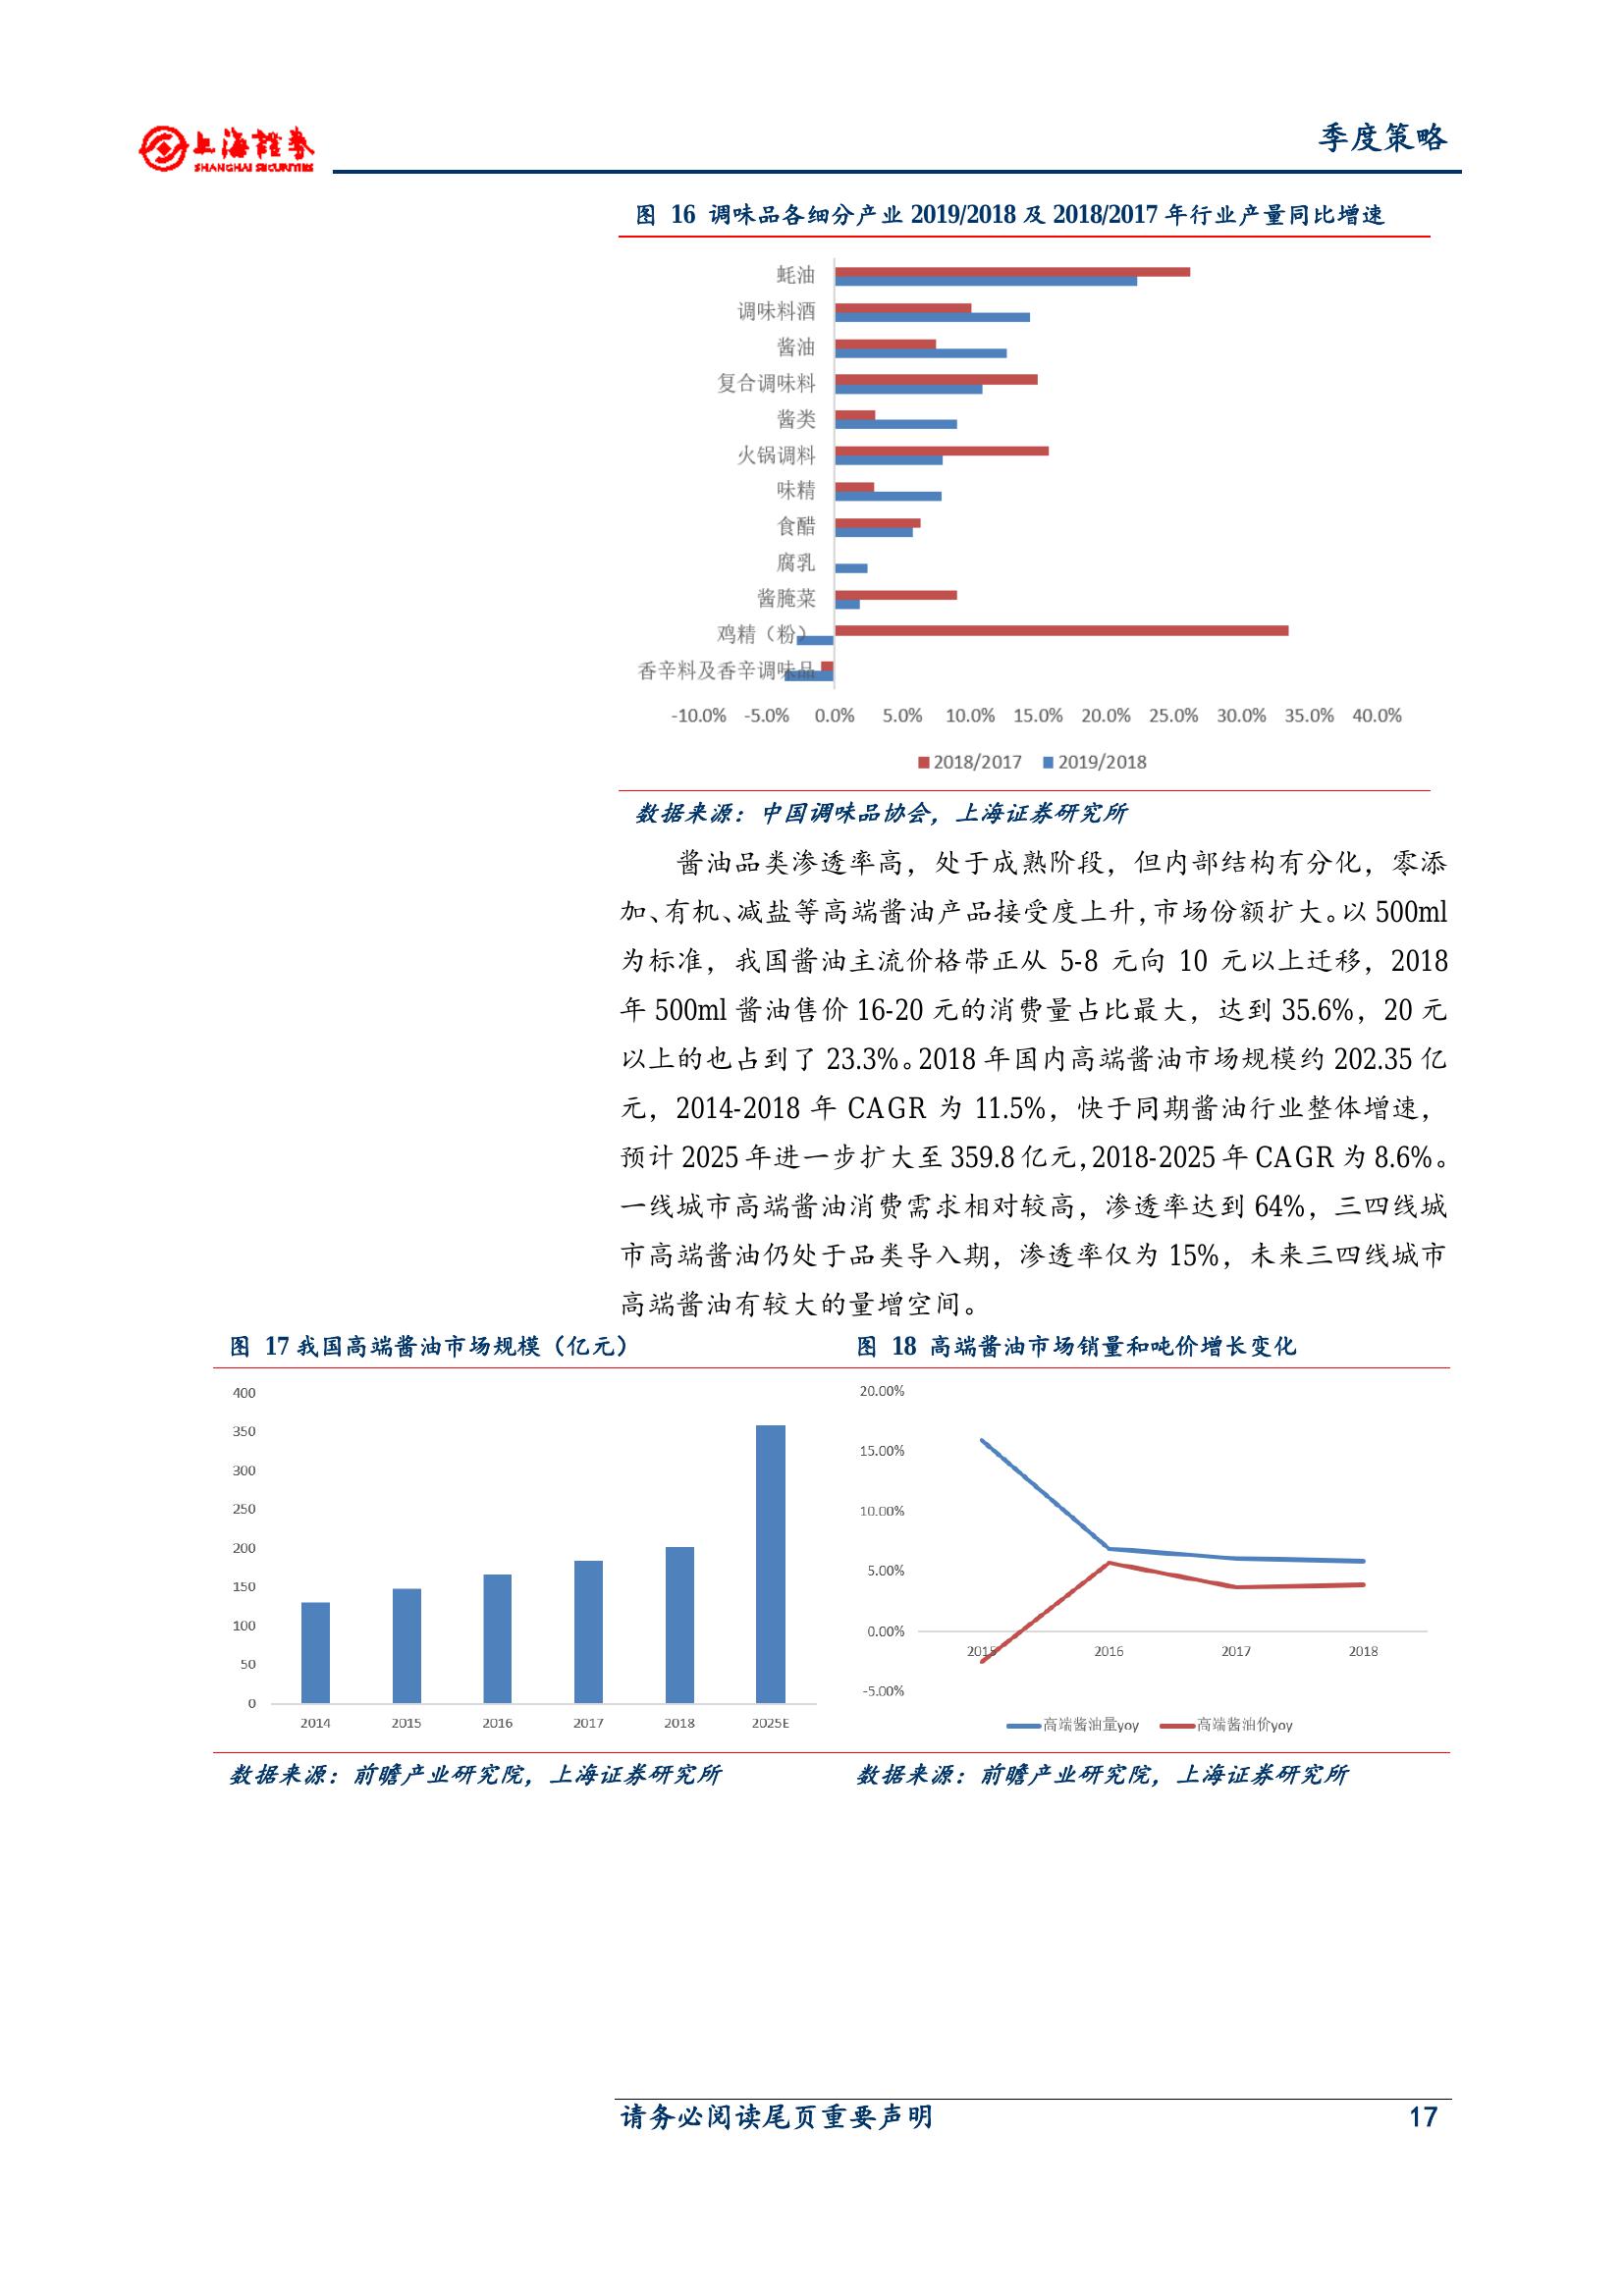 上海證券
SHANGHAI SECURITIES
季度策略
图 16 调味品各细分产业 2019/2018 及 2018/2017 年行业产量同比增速
蚝油
调味料酒
酱油
复合调味料
酱类
火锅调料
味精
食醋
腐乳
酱腌菜
鸡精（粉）
香辛料及香辛调味品
-10.0% -5.0% 0.0% 5.0% 10.0% 15.0% 20.0% 25.0% 30.0% 35.0% 40.0%
2018/2017 2019/2018
数据来源：中国调味品协会，上海证券研究所
酱油品类渗透率高，处于成熟阶段，但内部结构有分化，零添
加、有机、减盐等高端酱油产品接受度上升，市场份额扩大。以 500ml
为标准，我国酱油主流价格带正从 5-8 元向 10 元以上迁移，2018
年 500ml 酱油售价 16-20 元的消费量占比最大，达到 35.6%，20 元
以上的也占到了 23.3%。2018 年国内高端酱油市场规模约 202.35 亿
元，2014-2018 年 CAGR 为 11.5%，快于同期酱油行业整体增速，
预计 2025 年进一步扩大至 359.8 亿元，2018-2025 年 CAGR 为 8.6%。
一线城市高端酱油消费需求相对较高，渗透率达到 64%，三四线城
市高端酱油仍处于品类导入期，渗透率仅为 15%，未来三四线城市
高端酱油有较大的量增空间。
图 17 我国高端酱油市场规模（亿元）
400
350
300
250
200
150
100
50
0
2014 2015 2016 2017 2018 2025E
数据来源：前瞻产业研究院，上海证券研究所
图 18 高端酱油市场销量和吨价增长变化
20.00%
15.00%
10.00%
5.00%
0.00%
-5.00%
2015 2016 2017 2018
高端酱油量yoy 高端酱油价yoy
数据来源：前瞻产业研究院，上海证券研究所
请务必阅读尾页重要声明 17